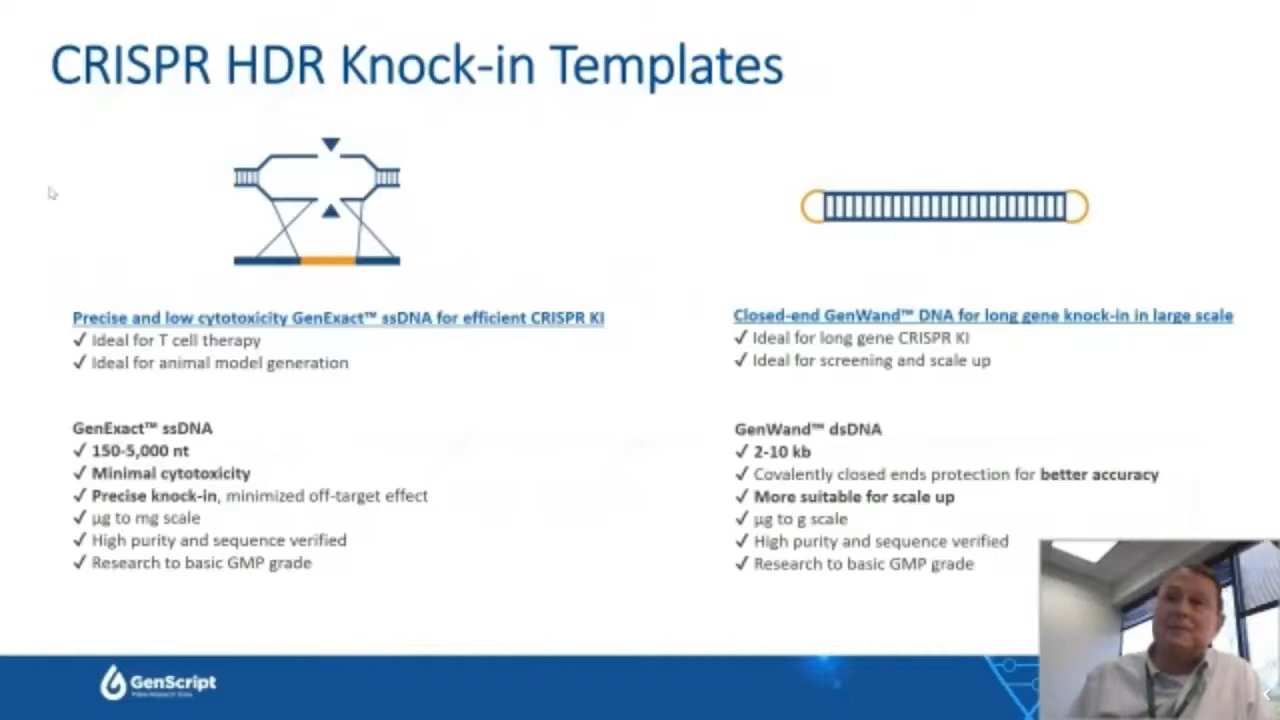 CRISPR HDR Knock-in Templates
Precise and low cytotoxicity GenExact™ ssDNA for efficient CRISPR KI
✓ Ideal for T cell therapy
✓ Ideal for animal model generation
GenExact™ ssDNA
✓ 150-5,000 nt
✓ Minimal cytotoxicity
✓ Precise knock-in, minimized off-target effect
✓ µg to mg scale
✓ High purity and sequence verified
✓ Research to basic GMP grade
Closed-end GenWand™ DNA for long gene knock-in in large scale
✓ Ideal for long gene CRISPR KI
✓ Ideal for screening and scale up
GenWand™ dsDNA
✓ 2-10 kb
✓ Covalently closed ends protection for better accuracy
✓ More suitable for scale up
✓ µg to g scale
✓ High purity and sequence verified
✓ Research to basic GMP grade
GenScript